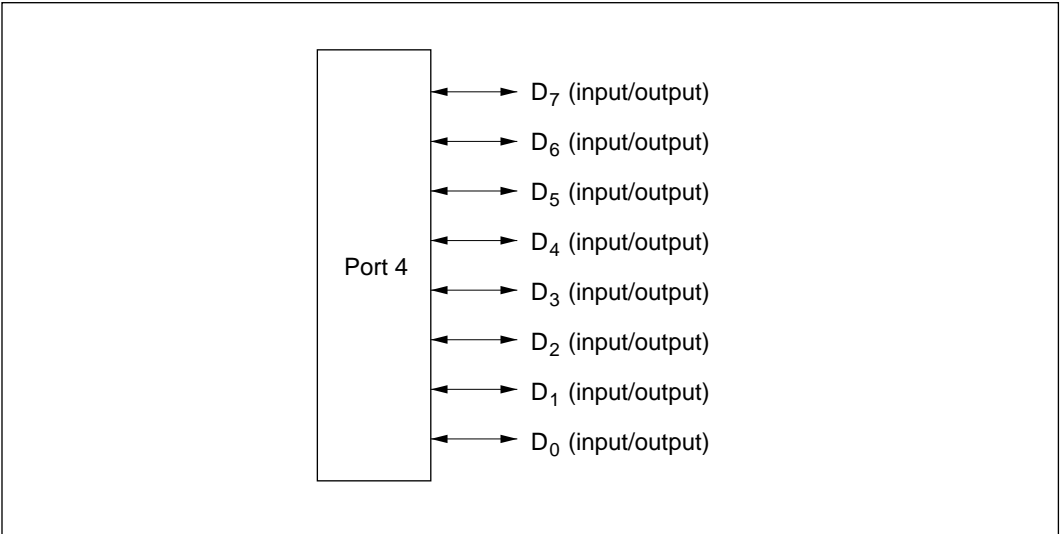 D7 (input/output)
D6 (input/output)
D5 (input/output)
D4 (input/output)
Port 4
D3 (input/output)
D2 (input/output)
D1 (input/output)
D0 (input/output)